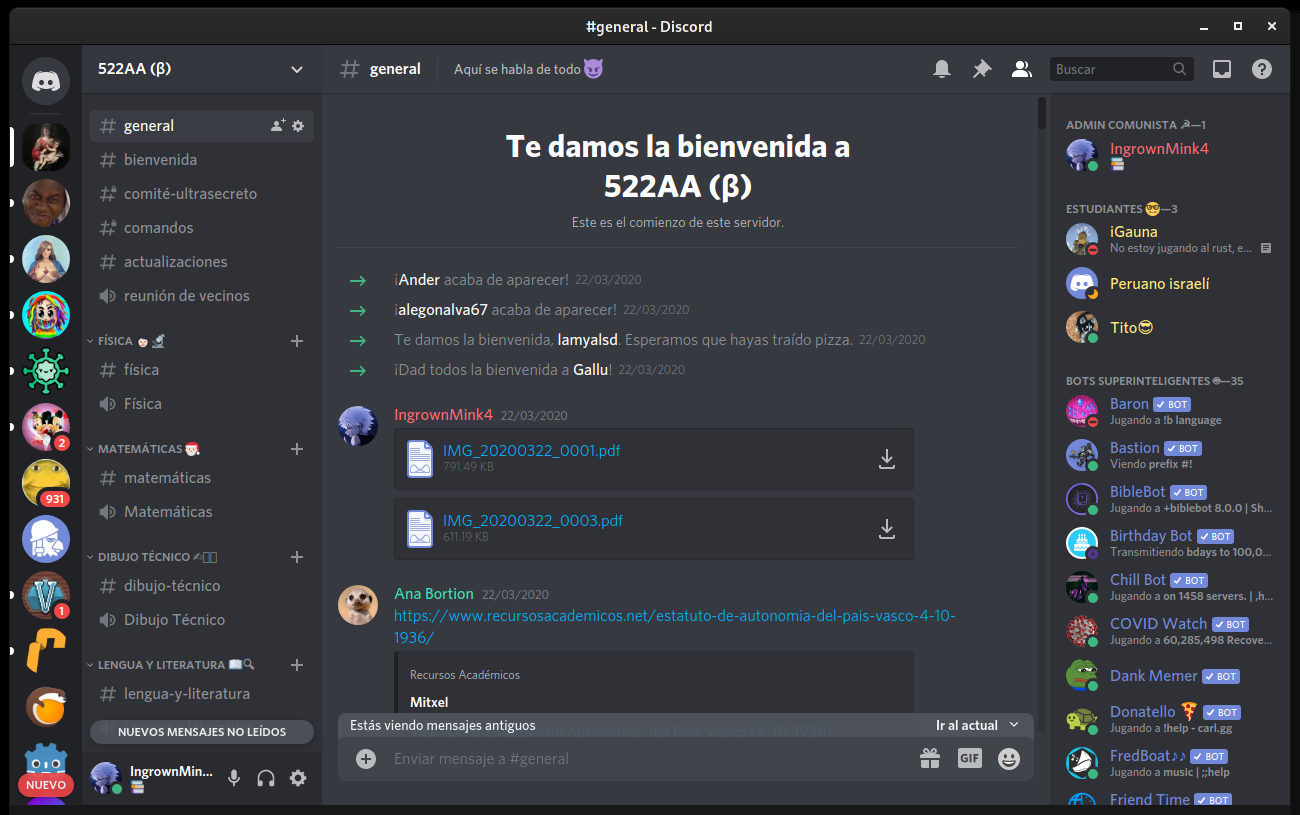 #general - Discord
522AA (β)
general
Aquí se habla de todo
Buscar
general
bienvenida
comité-ultrasecreto
comandos
actualizaciones
reunión de vecinos
FÍSICA
física
Física
MATEMÁTICAS
matemáticas
Matemáticas
DIBUJO TÉCNICO
dibujo-técnico
Dibujo Técnico
LENGUA Y LITERATURA
lengua-y-literatura
NUEVOS MENSAJES NO LEÍDOS
IngrownMin...
2
931
1
NUEVO
Te damos la bienvenida a
522AA (β)
Este es el comienzo de este servidor.
¡Ander acaba de aparecer! 22/03/2020
¡alegonalva67 acaba de aparecer! 22/03/2020
Te damos la bienvenida, lamyalsd. Esperamos que hayas traído pizza. 22/03/2020
¡Dad todos la bienvenida a Gallu! 22/03/2020
IngrownMink4 22/03/2020
IMG_20200322_0001.pdf
791.49 KB
IMG_20200322_0003.pdf
611.19 KB
Ana Bortion 22/03/2020
https://www.recursosacademicos.net/estatuto-de-autonomia-del-pais-vasco-4-10-
1936/
Recursos Académicos
Mitxel
Estás viendo mensajes antiguos
Ir al actual
Enviar mensaje a #general
GIF
ADMIN COMUNISTA ☭—1
IngrownMink4
ESTUDIANTES 🤓—3
iGauna
No estoy jugando al rust, e...
Peruano israelí
Tito😎
BOTS SUPERINTELIGENTES —35
Baron BOT
Jugando a !b language
Bastion BOT
Viendo prefix #!
BibleBot BOT
Jugando a +biblebot 8.0.0 | Sh...
Birthday Bot BOT
Transmitiendo bdays to 100,0...
Chill Bot BOT
Jugando a on 1458 servers. | ,h...
COVID Watch BOT
Jugando a 60,285,498 Recove...
Dank Memer BOT
Donatello 🍕 BOT
Jugando a !help - carl.gg
FredBoat♪♪ BOT
Jugando a music | ;;help
Friend Time BOT